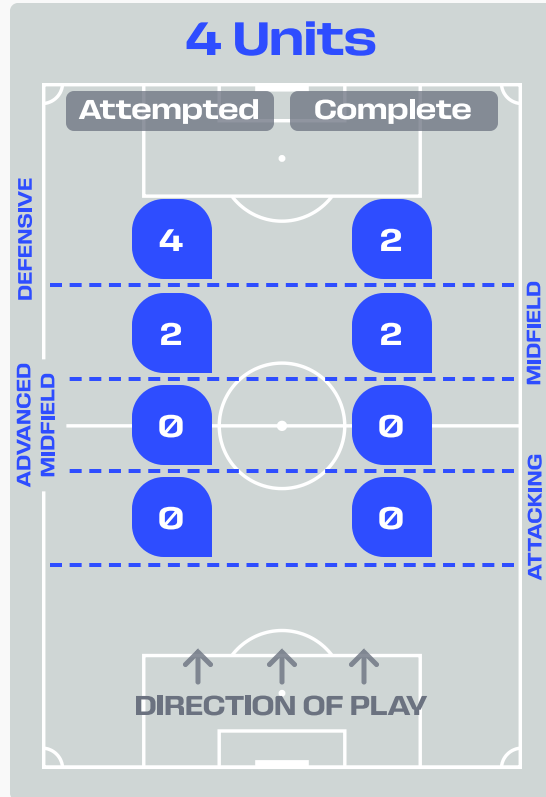 4 Units
Attempted Complete
DEFENSIVE
4 2
MIDFIELD
2 2
ADVANCED
MIDFIELD
0 0
ATTACKING
0 0
DIRECTION OF PLAY